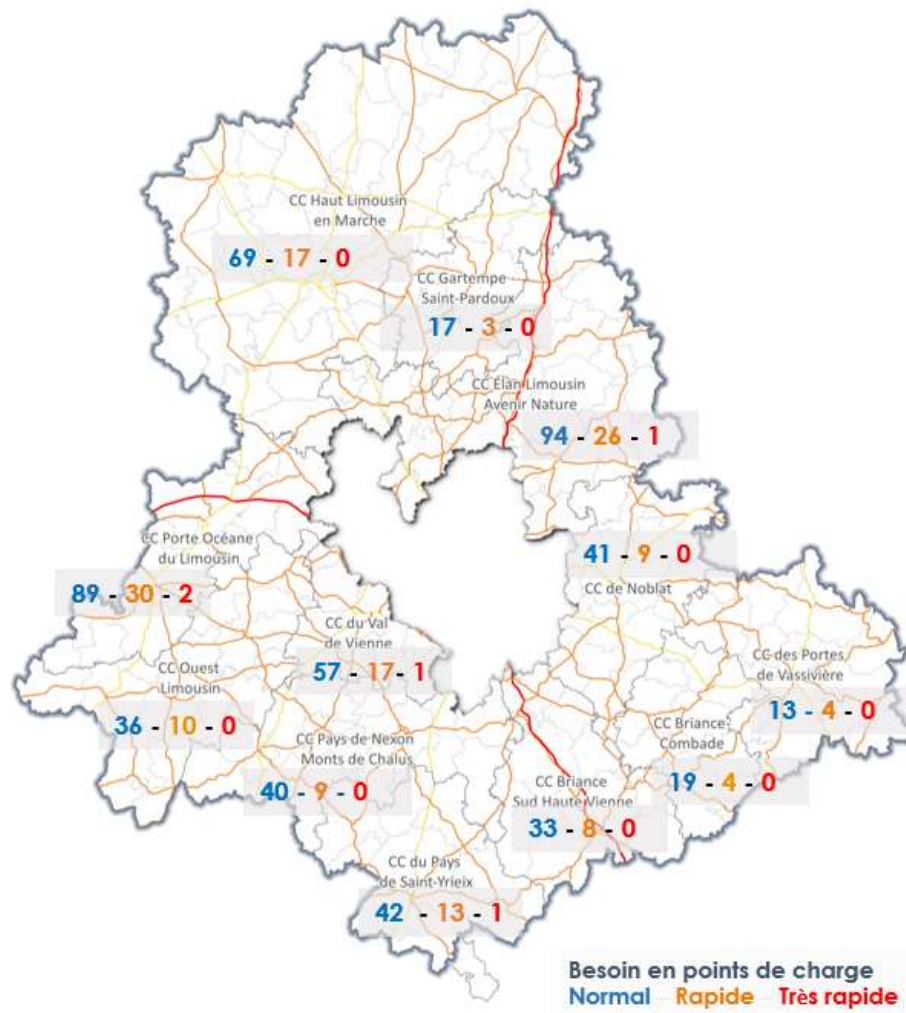 CC Haut Limousin
en Marche
69 - 17 - 0
CC Gartempe
Saint-Pardoux
17 - 3 - 0
CC Élan Limousin
Avenir Nature
94 - 26 - 1
CC Porte Océane
du Limousin
89 - 30 - 2
41 - 9 - 0
CC de Noblat
CC du Val
de Vienne
57 - 17 - 1
CC Ouest
Limousin
36 - 10 - 0
CC des Portes
de Vassivière
13 - 4 - 0
CC Pays de Nexon
Monts de Chalus
40 - 9 - 0
CC Briance-
Combade
19 - 4 - 0
CC Briance
Sud Haute Vienne
33 - 8 - 0
CC du Pays
de Saint-Yrieix
42 - 13 - 1
Besoin en points de charge
Normal Rapide Très rapide